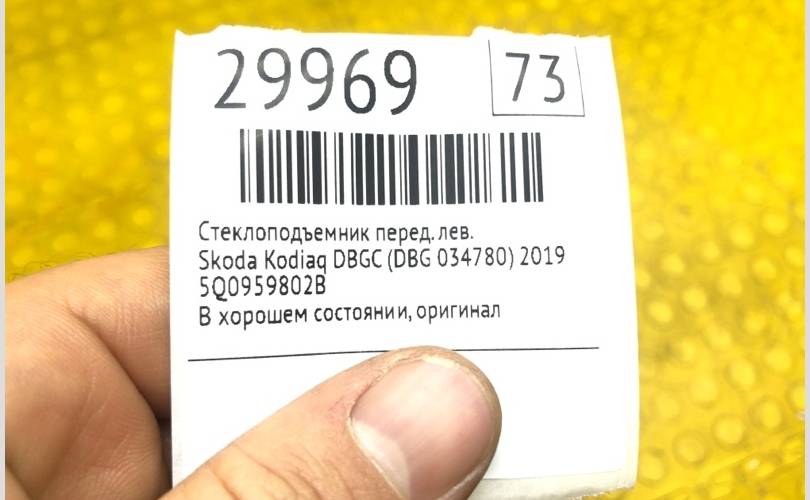 29969
73
Стеклоподъемник перед. лев.
Skoda Kodiaq DBGC (DBG 034780) 2019
5Q0959802B
В хорошем состоянии, оригинал